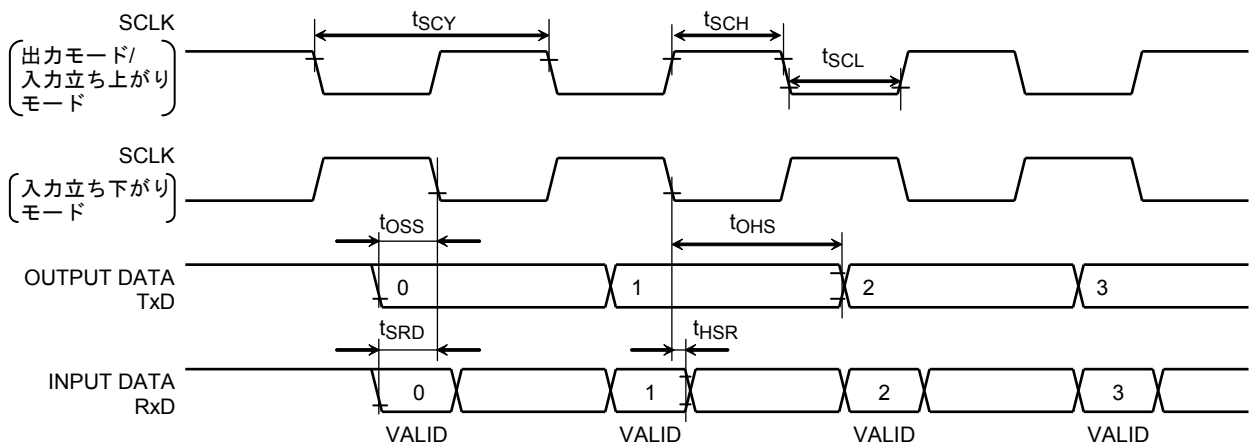 SCLK
出力モード/
入力立ち上がり
モード
tSCY
tSCH
tSCL
SCLK
入力立ち下がり
モード
tOSS
tOHS
OUTPUT DATA
TxD
0
1
2
3
tSRD
tHSR
INPUT DATA
RxD
0
1
2
3
VALID
VALID
VALID
VALID